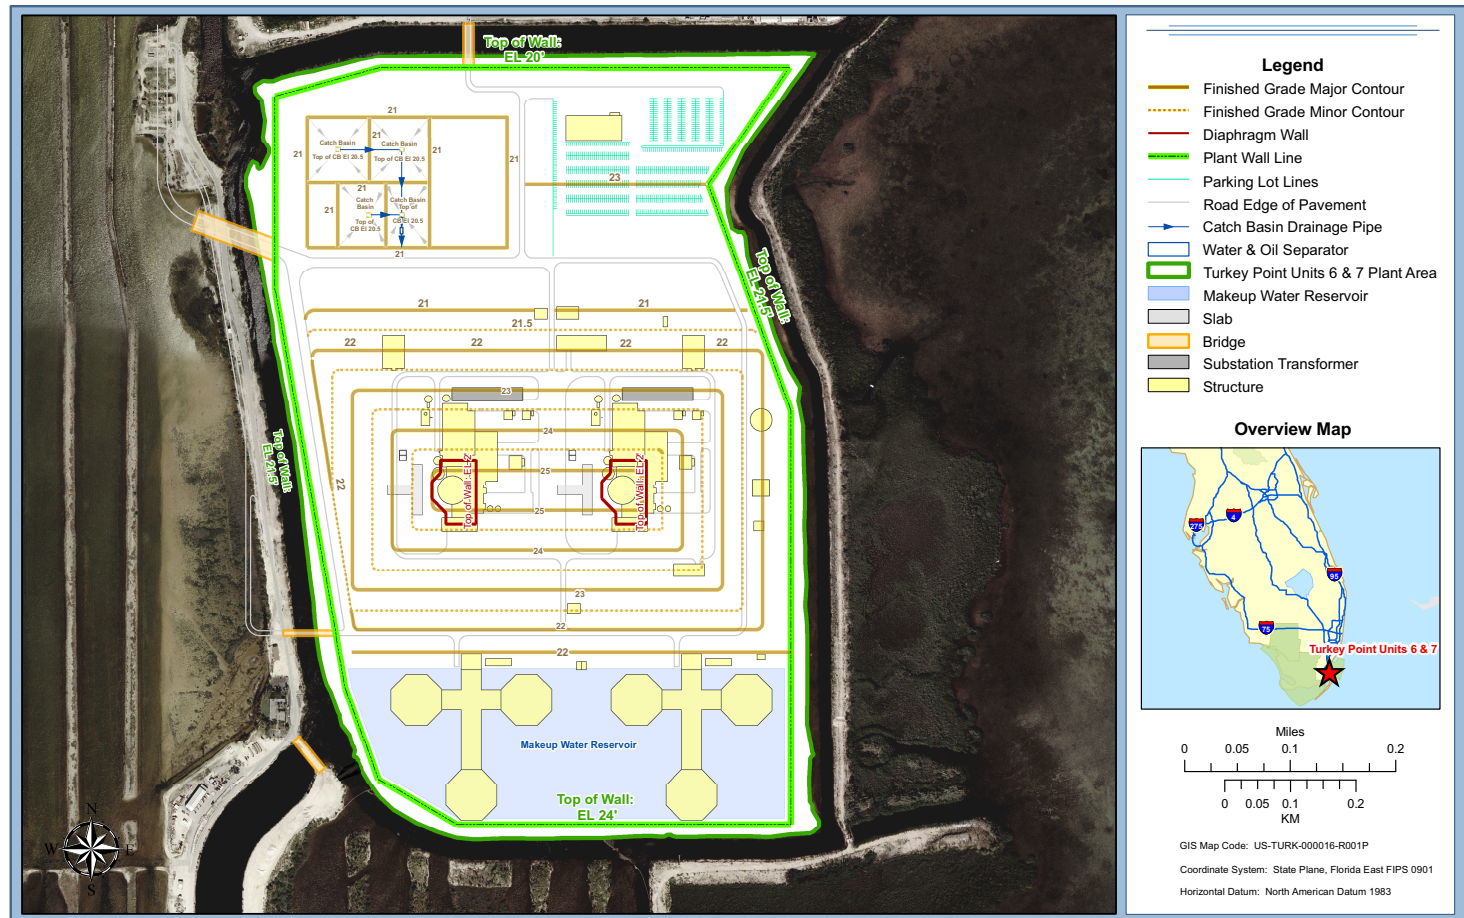 Top of Wall:
EL 20'
21
21
21
21
21
Catch Basin
Top of CB El 20.5
Catch Basin
Top of CB El 20.5
21
21
Catch
Basin
Top of
CB El 20.5
Catch Basin
Top of
CB El 20.5
21
23
Top of Wall:
EL 21.5'
21
21
21.5
22
22
22
22
23
24
25
25
24
23
22
22
22
Top of Wall: EL-2'
Top of Wall: EL-2'
Top of Wall:
EL 21.5'
Makeup Water Reservoir
Top of Wall:
EL 24'
N
W
E
S
Legend
Finished Grade Major Contour
Finished Grade Minor Contour
Diaphragm Wall
Plant Wall Line
Parking Lot Lines
Road Edge of Pavement
Catch Basin Drainage Pipe
Water & Oil Separator
Turkey Point Units 6 & 7 Plant Area
Makeup Water Reservoir
Slab
Bridge
Substation Transformer
Structure
Overview Map
275
4
95
75
Turkey Point Units 6 & 7
Miles
0 0.05 0.1 0.2
0 0.05 0.1 0.2
KM
GIS Map Code: US-TURK-000016-R001P
Coordinate System: State Plane, Florida East FIPS 0901
Horizontal Datum: North American Datum 1983